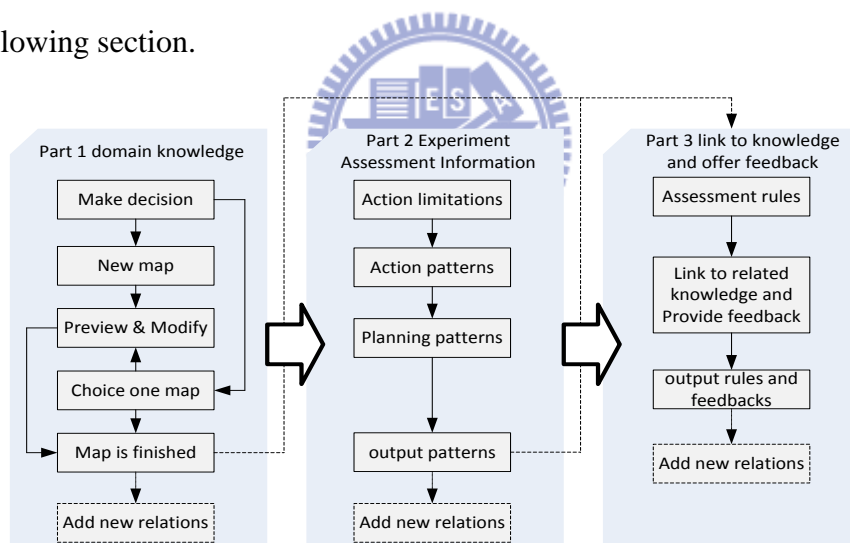 lowing section.
Part 1 domain knowledge
Make decision
New map
Preview & Modify
Choice one map
Map is finished
Add new relations
Part 2 Experiment
Assessment Information
Action limitations
Action patterns
Planning patterns
output patterns
Add new relations
Part 3 link to knowledge
and offer feedback
Assessment rules
Link to related
knowledge and
Provide feedback
output rules and
feedbacks
Add new relations
ES